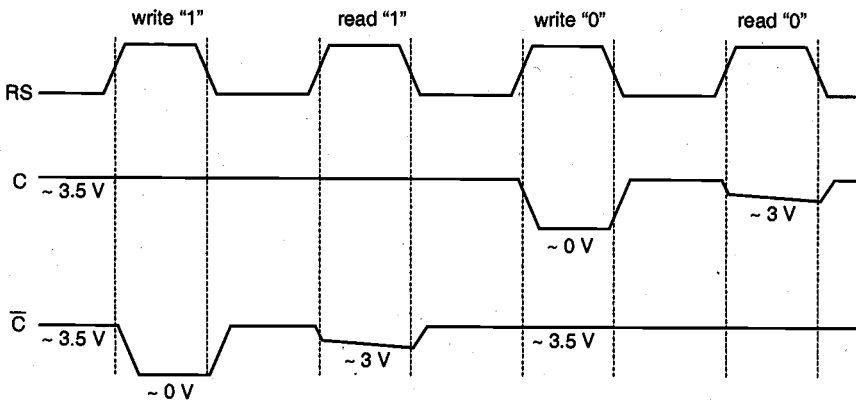 write “1” read “1” write “0” read “0”
RS
C
~ 3.5 V
~ 0 V
~ 3 V
C̅
~ 3.5 V
~ 3 V
~ 3.5 V
~ 0 V